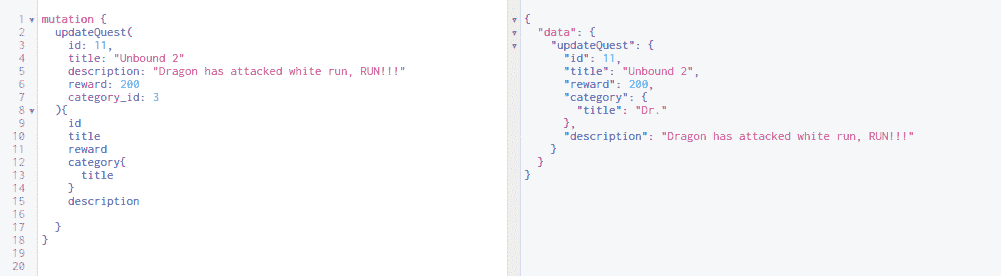 1 mutation {
2 updateQuest(
3 id: 11,
4 title: "Unbound 2"
5 description: "Dragon has attacked white run, RUN!!!"
6 reward: 200
7 category_id: 3
8 ){
9 id
10 title
11 reward
12 category{
13 title
14 }
15 description
16
17 }
18 }
19
20
{
"data": {
"updateQuest": {
"id": 11,
"title": "Unbound 2",
"reward": 200,
"category": {
"title": "Dr."
},
"description": "Dragon has attacked white run, RUN!!!"
}
}
}